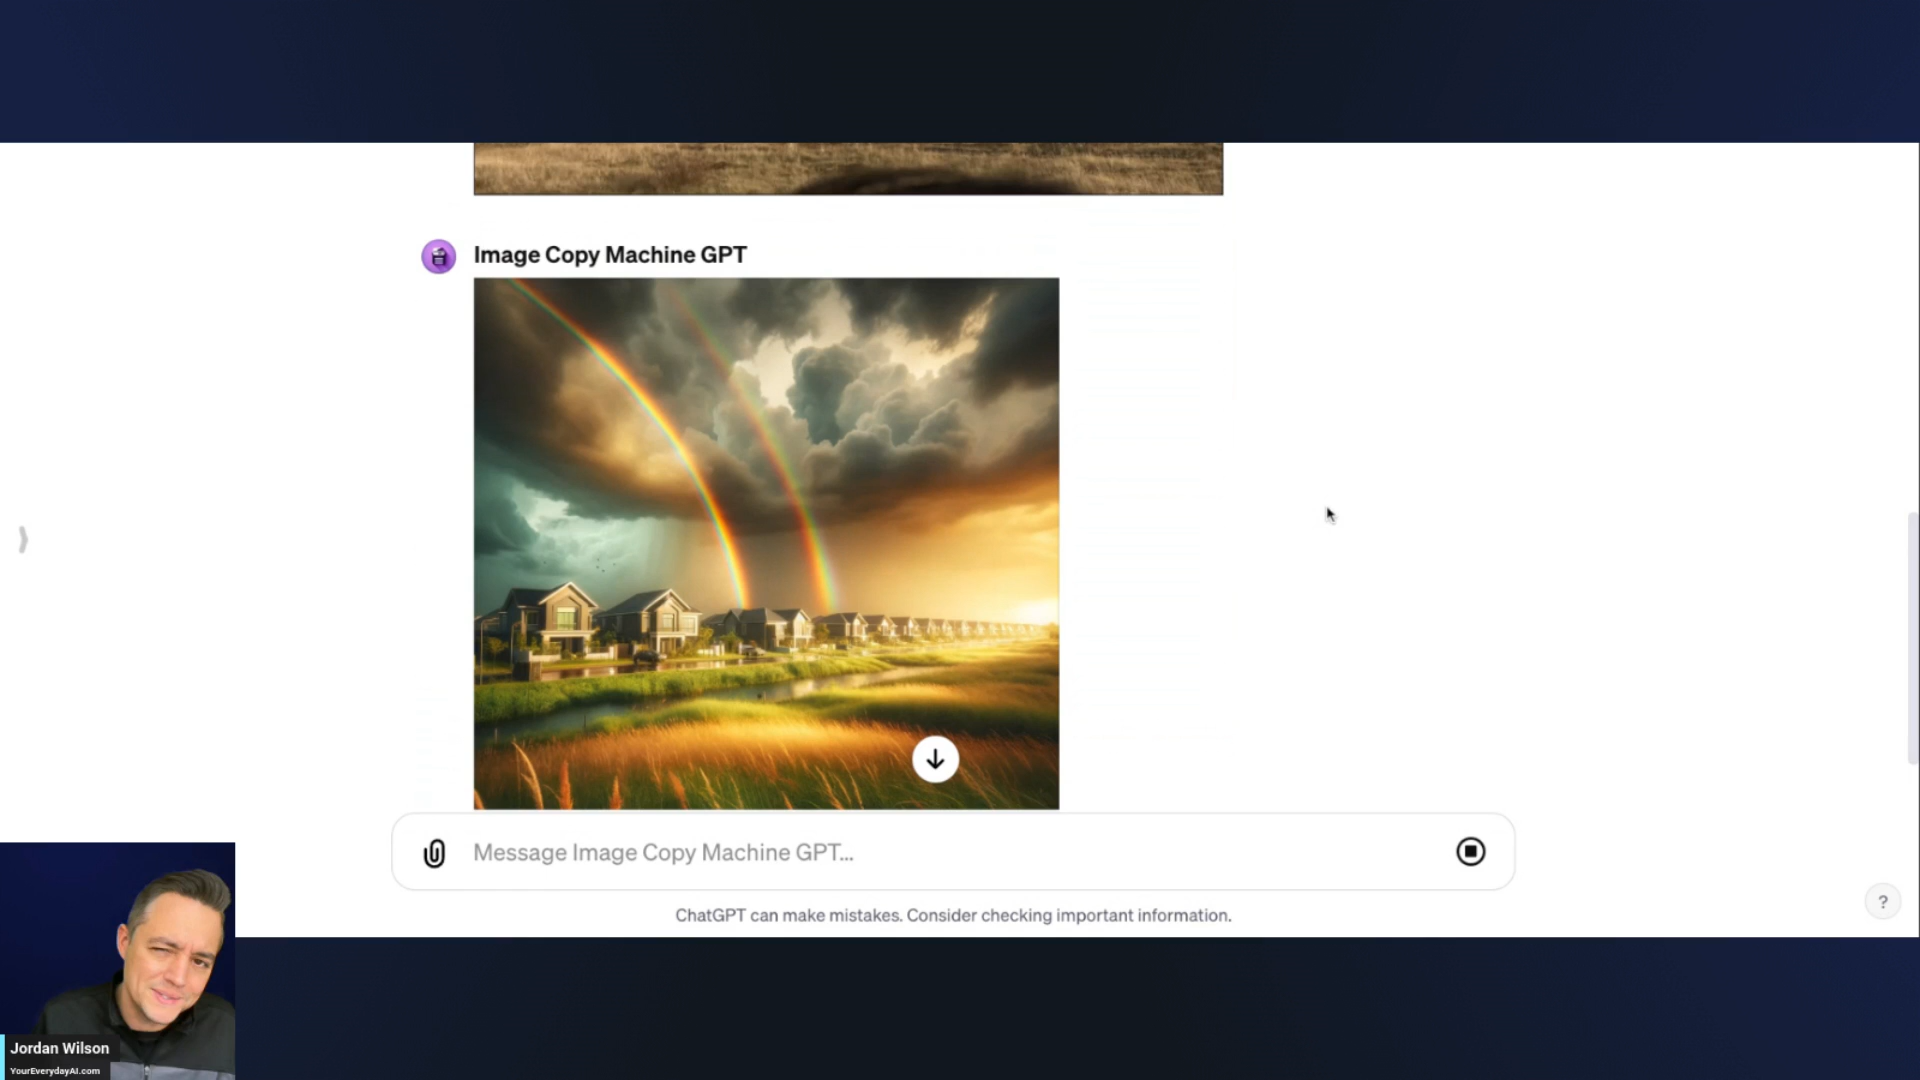 Image Copy Machine GPT
Message Image Copy Machine GPT...
ChatGPT can make mistakes. Consider checking important information.
?
Jordan Wilson
YourEverydayAI.com